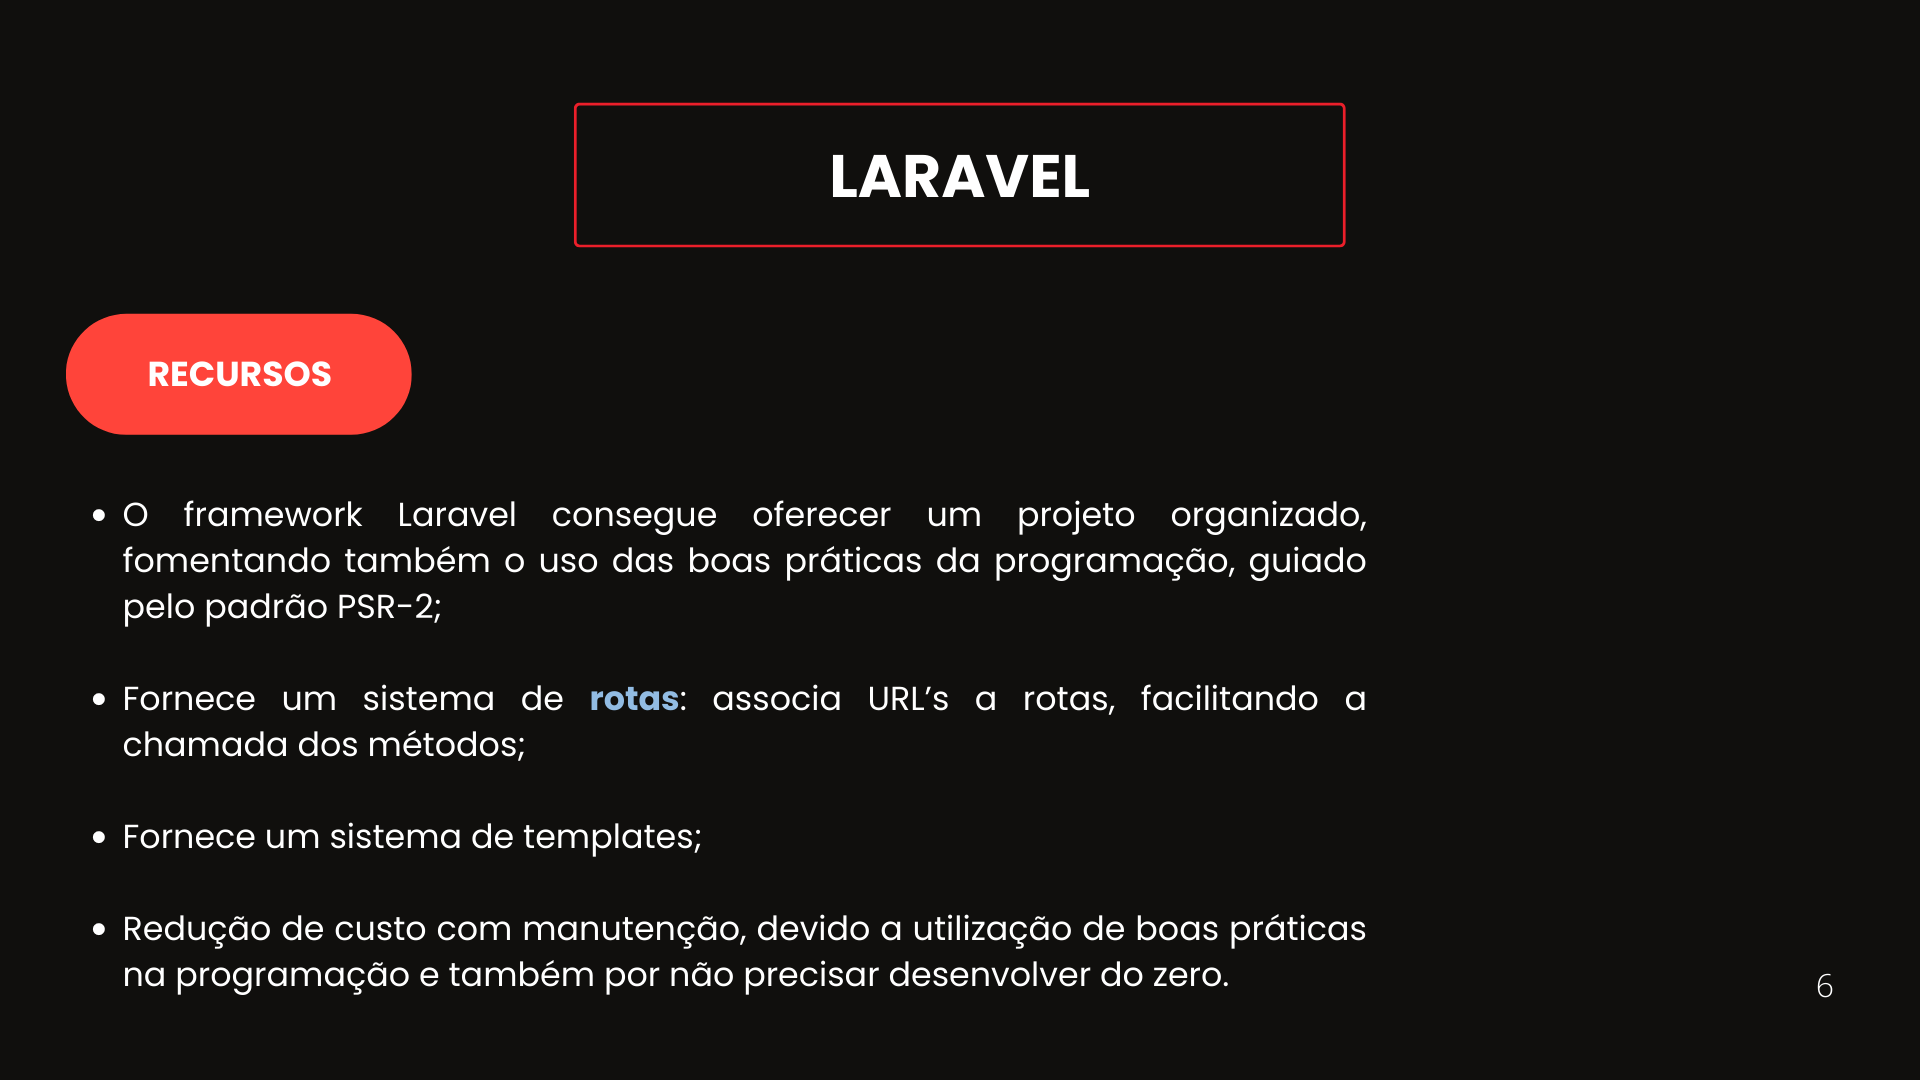 LARAVEL
RECURSOS
• O framework Laravel consegue oferecer um projeto organizado,
fomentando também o uso das boas práticas da programação, guiado
pelo padrão PSR-2;
• Fornece um sistema de rotas: associa URL’s a rotas, facilitando a
chamada dos métodos;
• Fornece um sistema de templates;
• Redução de custo com manutenção, devido a utilização de boas práticas
na programação e também por não precisar desenvolver do zero.
6